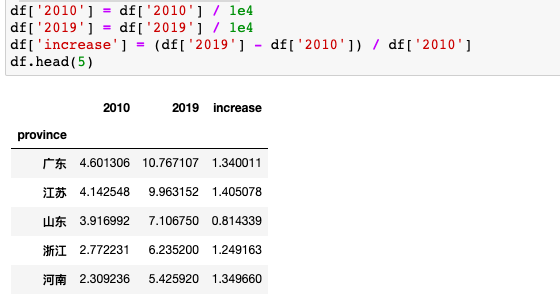 df['2010'] = df['2010'] / 1e4
df['2019'] = df['2019'] / 1e4
df['increase'] = (df['2019'] - df['2010']) / df['2010']
df.head(5)
2010 2019 increase
province
广东 4.601306 10.767107 1.340011
江苏 4.142548 9.963152 1.405078
山东 3.916992 7.106750 0.814339
浙江 2.772231 6.235200 1.249163
河南 2.309236 5.425920 1.349660